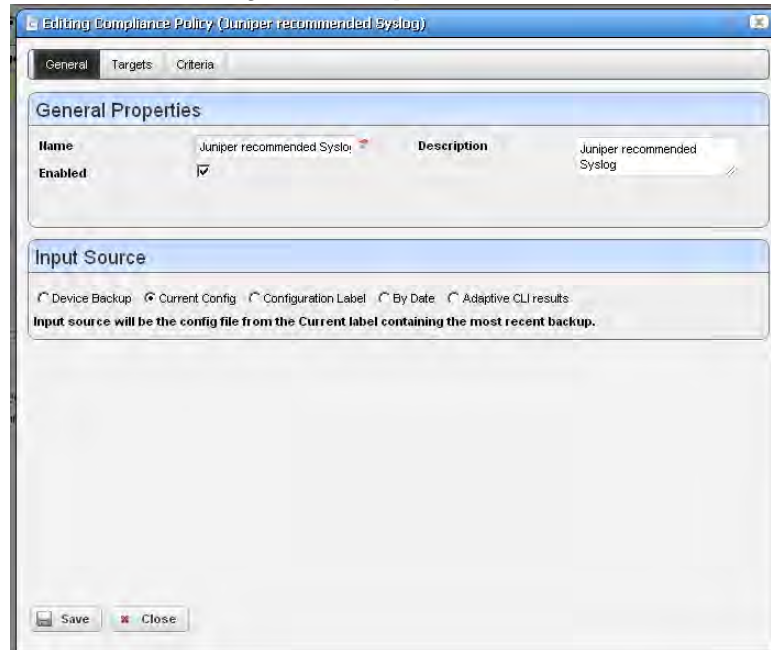 Editing Compliance Policy (Juniper recommended Syslog)
General Targets Criteria
General Properties
Name Juniper recommended Syslo * Description Juniper recommended
Syslog
Enabled
Input Source
Device Backup Current Config Configuration Label By Date Adaptive CLI results
Input source will be the config file from the Current label containing the most recent backup.
Save Close